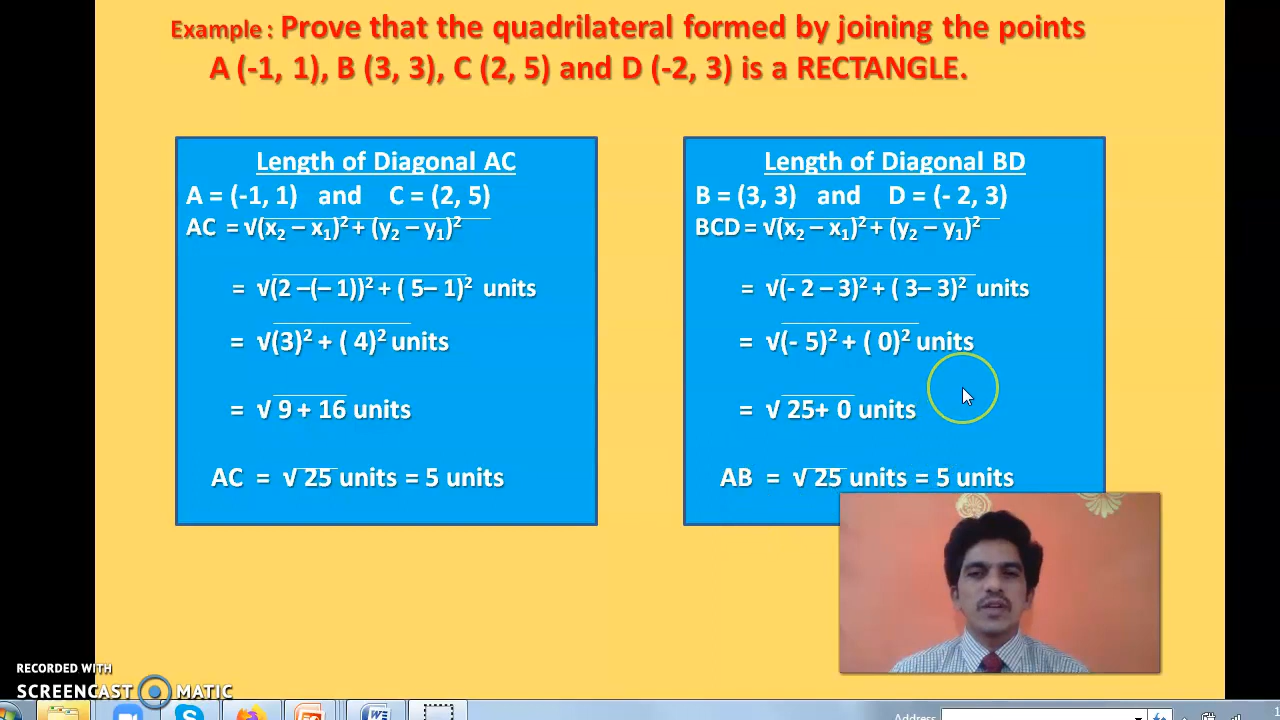 Example : Prove that the quadrilateral formed by joining the points
A (-1, 1), B (3, 3), C (2, 5) and D (-2, 3) is a RECTANGLE.
Length of Diagonal AC
A = (-1, 1) and C = (2, 5)
AC = √(x₂ – x₁)² + (y₂ – y₁)²
= √(2 –(– 1))² + ( 5– 1)² units
= √(3)² + ( 4)² units
= √ 9 + 16 units
AC = √ 25 units = 5 units
Length of Diagonal BD
B = (3, 3) and D = (- 2, 3)
BCD = √(x₂ – x₁)² + (y₂ – y₁)²
= √(- 2 – 3)² + ( 3– 3)² units
= √(- 5)² + ( 0)² units
= √ 25+ 0 units
AB = √ 25 units = 5 units
RECORDED WITH
SCREENCAST MATIC
Address